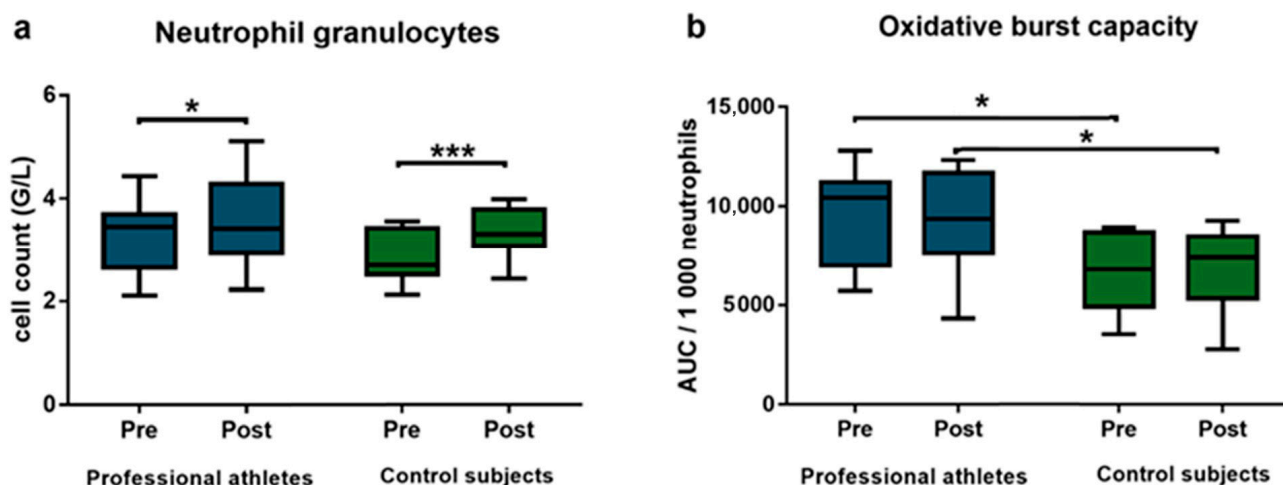 a
Neutrophil granulocytes
cell count (G/L)
6
4
2
0
*
***
Pre
Post
Pre
Post
Professional athletes
Control subjects
b
Oxidative burst capacity
AUC / 1 000 neutrophils
15,000
10,000
5000
0
*
*
Pre
Post
Pre
Post
Professional athletes
Control subjects